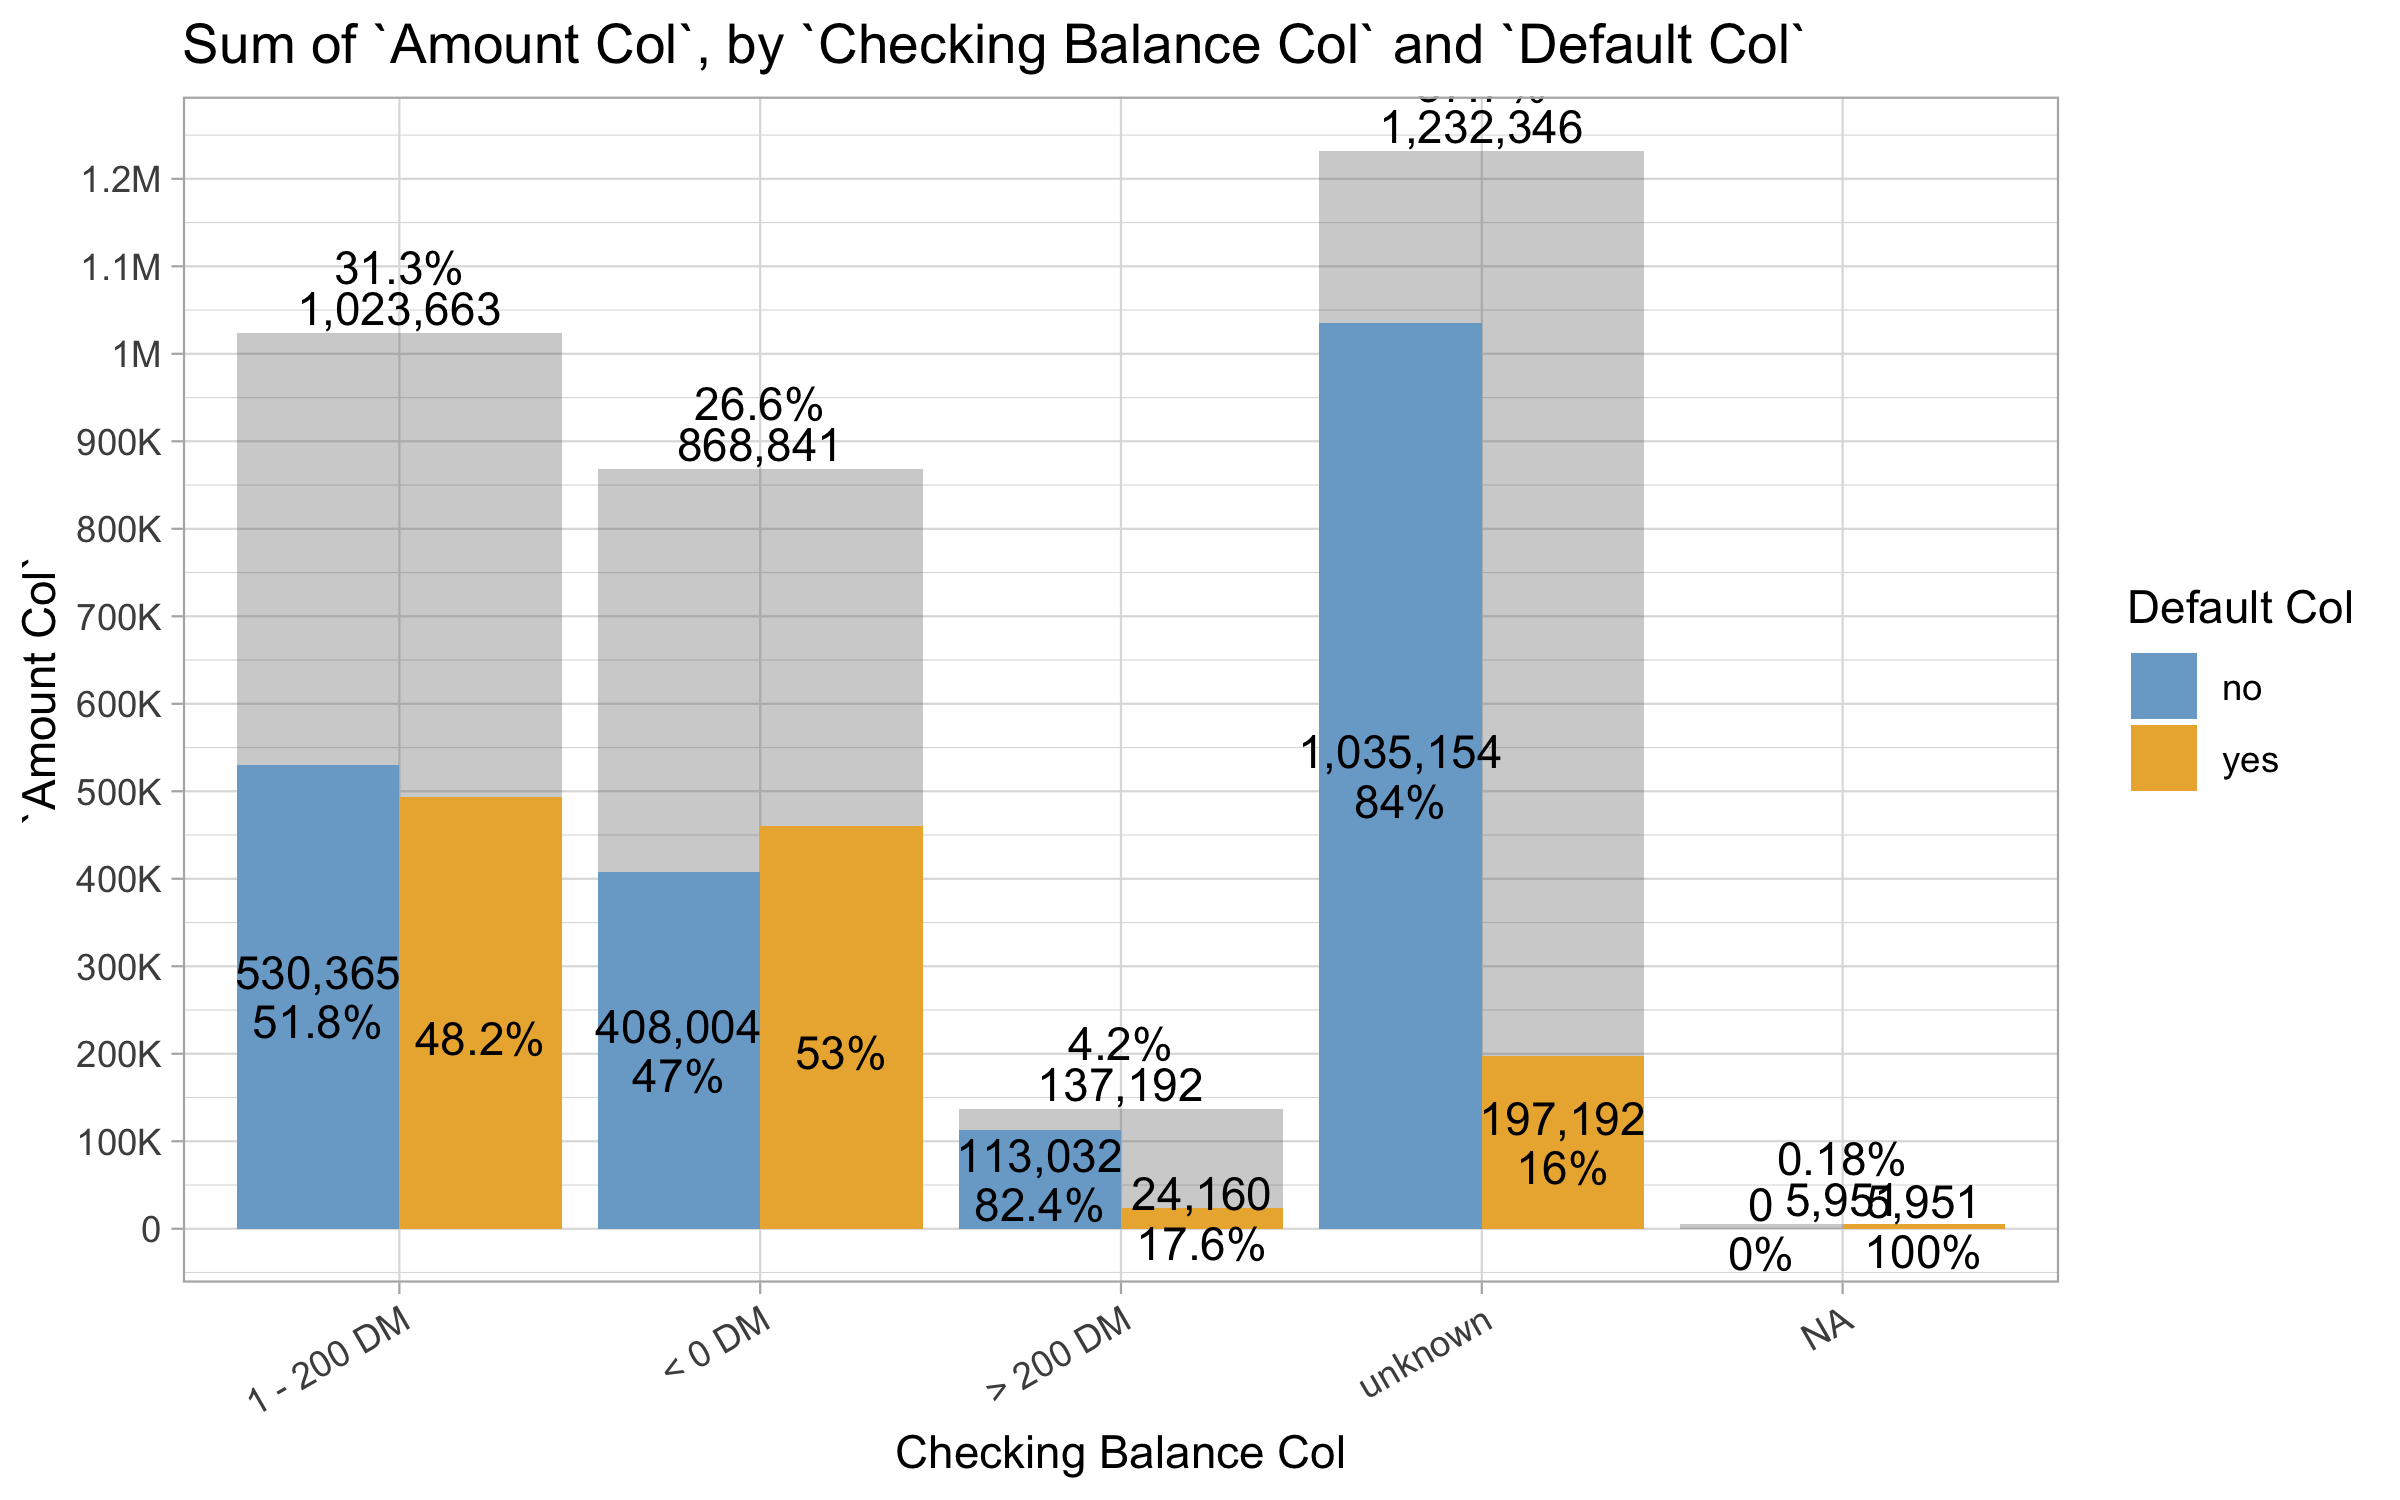 Sum of `Amount Col`, by `Checking Balance Col` and `Default Col`
1,232,346
1.2M
1.1M
1M
900K
800K
700K
600K
500K
400K
300K
200K
100K
0
`Amount Col`
31.3%
1,023,663
530,365
51.8%
48.2%
26.6%
868,841
408,004
47%
53%
4.2%
137,192
113,032
82.4%
24,160
17.6%
1,035,154
84%
197,192
16%
0.18%
5,951
0
0%
5,951
100%
1 - 200 DM
< 0 DM
> 200 DM
unknown
NA
Checking Balance Col
Default Col
no
yes